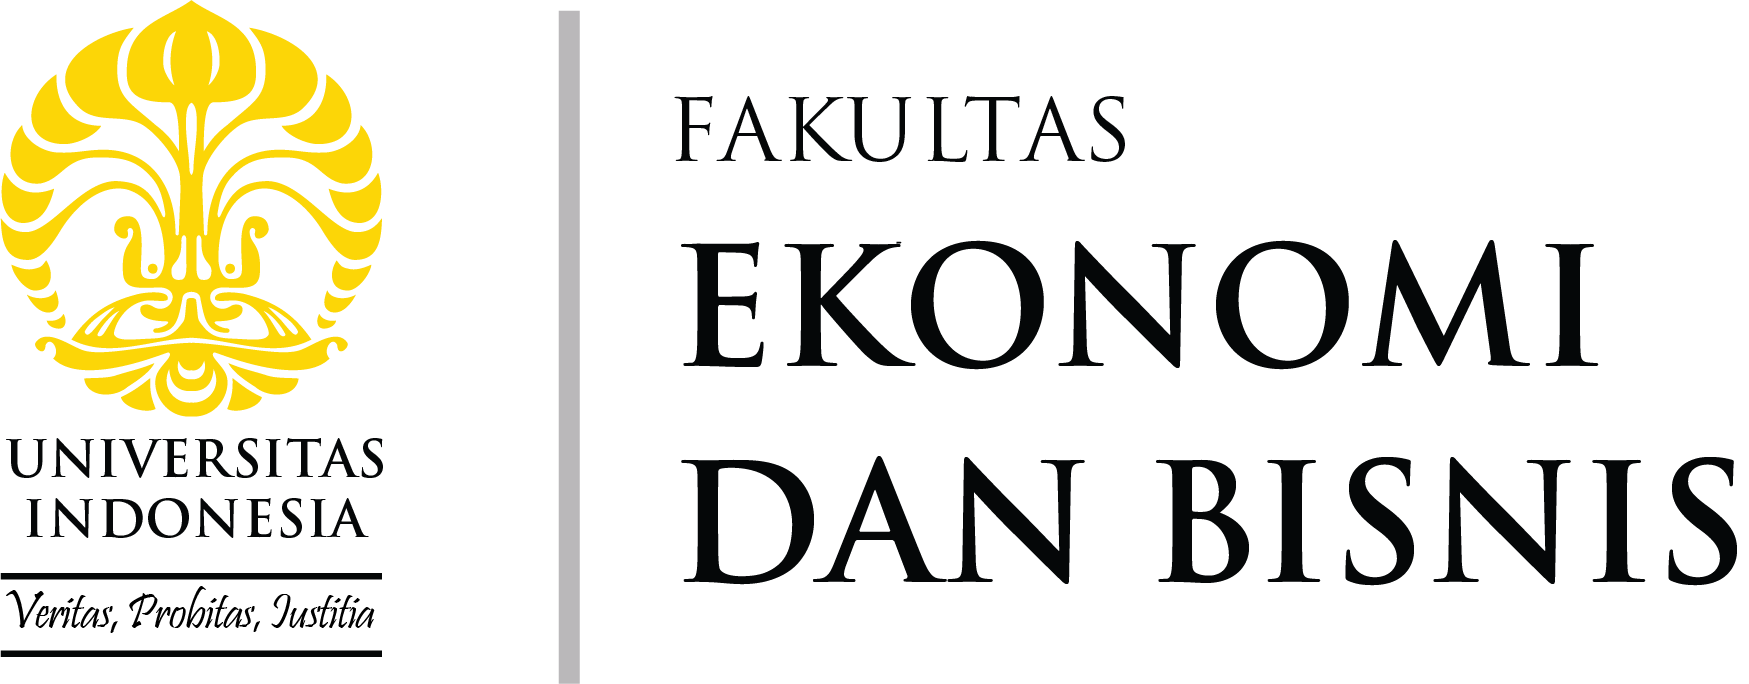 UNIVERSITAS
INDONESIA
Veritas, Probitas, Iustitia
FAKULTAS
EKONOMI
DAN BISNIS